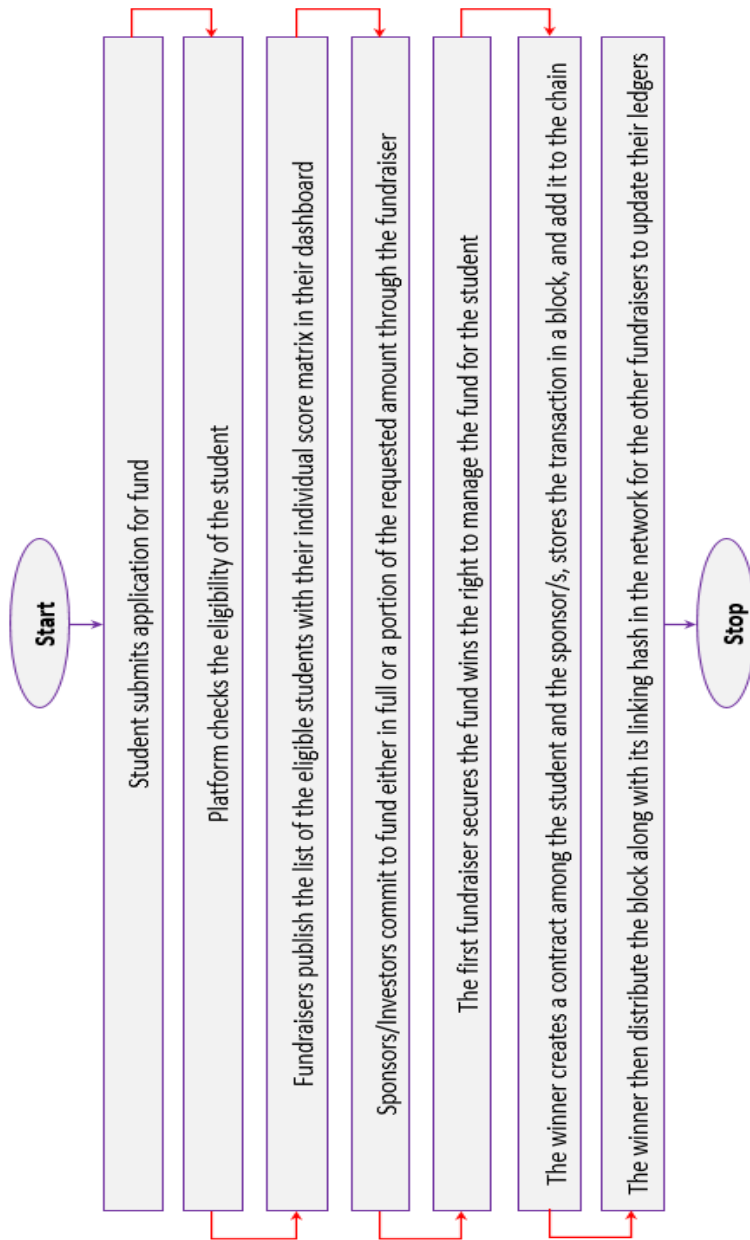 Start
Student submits application for fund
Platform checks the eligibility of the student
Fundraisers publish the list of the eligible students with their individual score matrix in their dashboard
Sponsors/Investors commit to fund either in full or a portion of the requested amount through the fundraiser
The first fundraiser secures the fund wins the right to manage the fund for the student
The winner creates a contract among the student and the sponsor/s, stores the transaction in a block, and add it to the chain
The winner then distribute the block along with its linking hash in the network for the other fundraisers to update their ledgers
Stop